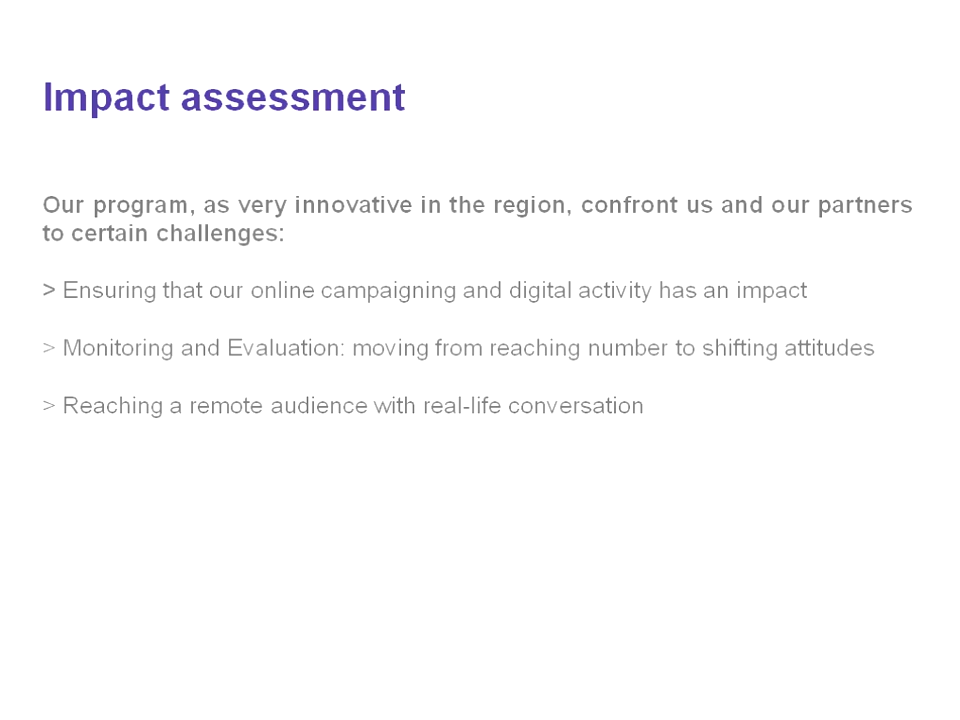 Impact assessment
Our program, as very innovative in the region, confront us and our partners
to certain challenges:
> Ensuring that our online campaigning and digital activity has an impact
> Monitoring and Evaluation: moving from reaching number to shifting attitudes
> Reaching a remote audience with real-life conversation